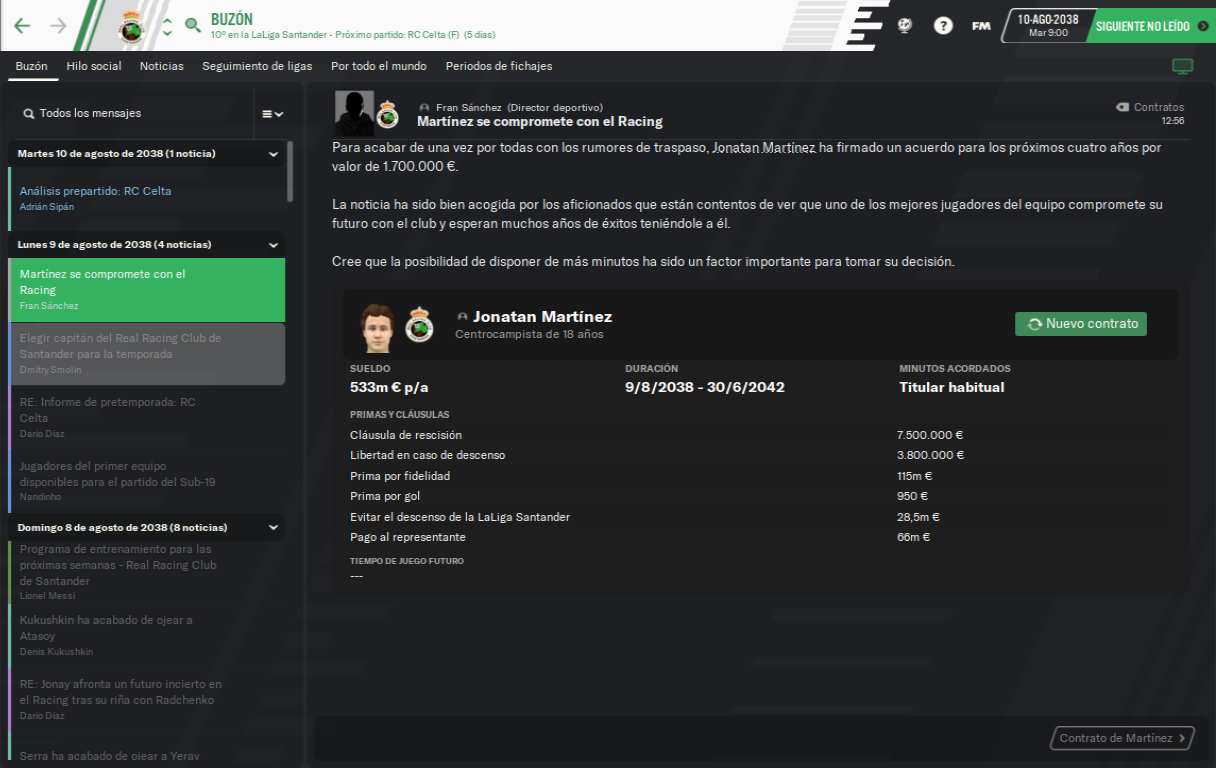 BUZÓN
10º en la LaLiga Santander - Próximo partido: RC Celta (F) (5 días)
?
FM
10-AGO-2038
Mar 9:00
SIGUIENTE NO LEÍDO
Buzón
Hilo social
Noticias
Seguimiento de ligas
Por todo el mundo
Periodos de fichajes
Todos los mensajes
Martes 10 de agosto de 2038 (1 noticia)
Análisis prepartido: RC Celta
Adrián Sipán
Lunes 9 de agosto de 2038 (4 noticias)
Martínez se compromete con el
Racing
Fran Sánchez
Elegir capitán del Real Racing Club de
Santander para la temporada
Dmitry Smolin
RE: Informe de pretemporada: RC
Celta
Dario Diaz
Jugadores del primer equipo
disponibles para el partido del Sub-19
Nandinho
Domingo 8 de agosto de 2038 (8 noticias)
Programa de entrenamiento para las
próximas semanas - Real Racing Club
de Santander
Lionel Messi
Kukushkin ha acabado de ojear a
Atasoy
Denis Kukushkin
RE: Jonay afronta un futuro incierto en
el Racing tras su riña con Radchenko
Dario Diaz
Serra ha acabado de ojear a Yeray
Fran Sánchez (Director deportivo)
Martínez se compromete con el Racing
Contratos
12:56
Para acabar de una vez por todas con los rumores de traspaso, Jonatan Martínez ha firmado un acuerdo para los próximos cuatro años por
valor de 1.700.000 €.
La noticia ha sido bien acogida por los aficionados que están contentos de ver que uno de los mejores jugadores del equipo compromete su
futuro con el club y esperan muchos años de éxitos teniéndole a él.
Cree que la posibilidad de disponer de más minutos ha sido un factor importante para tomar su decisión.
Jonatan Martínez
Centrocampista de 18 años
Nuevo contrato
SUELDO
DURACIÓN
MINUTOS ACORDADOS
533m € p/a
9/8/2038 - 30/6/2042
Titular habitual
PRIMAS Y CLÁUSULAS
Cláusula de rescisión
7.500.000 €
Libertad en caso de descenso
3.800.000 €
Prima por fidelidad
115m €
Prima por gol
950 €
Evitar el descenso de la LaLiga Santander
28,5m €
Pago al representante
66m €
TIEMPO DE JUEGO FUTURO
---
Contrato de Martínez